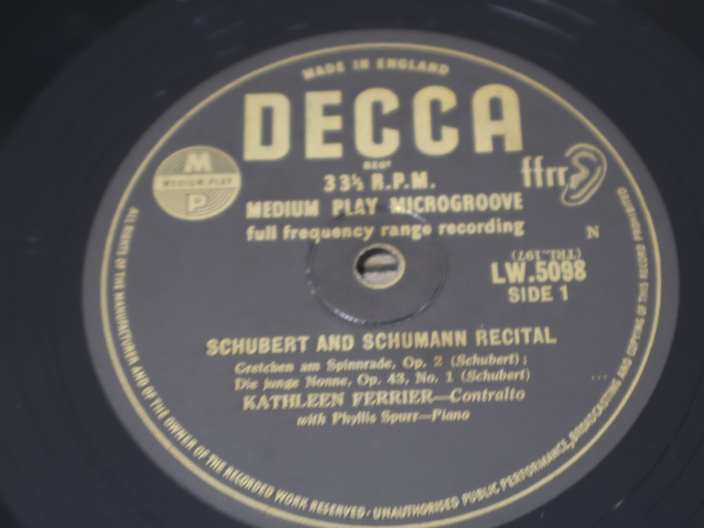 MADE IN ENGLAND
DECCA
REGD
33⅓ R.P.M.
M
MEDIUM PLAY
P
ffrr
MEDIUM PLAY MICROGROOVE
full frequency range recording
N
(TRL.197)
LW.5098
SIDE 1
SCHUBERT AND SCHUMANN RECITAL
Gretchen am Spinnrade, Op. 2 (Schubert) ;
Die junge Nonne, Op. 43, No. 1 (Schubert)
KATHLEEN FERRIER—Contralto
with Phyllis Spurr—Piano
ALL RIGHTS OF THE MANUFACTURER AND OF THE OWNER OF THE RECORDED WORK RESERVED · UNAUTHORISED PUBLIC PERFORMANCE, BROADCASTING AND COPYING OF THIS RECORD PROHIBITED